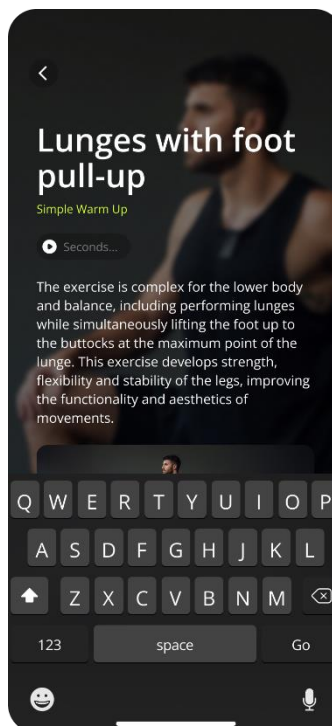 Lunges with foot
pull-up
Simple Warm Up
Seconds...
The exercise is complex for the lower body
and balance, including performing lunges
while simultaneously lifting the foot up to
the buttocks at the maximum point of the
lunge. This exercise develops strength,
flexibility and stability of the legs, improving
the functionality and aesthetics of
movements.
Q W E R T Y U I O P
A S D F G H J K L
Z X C V B N M
123 space Go